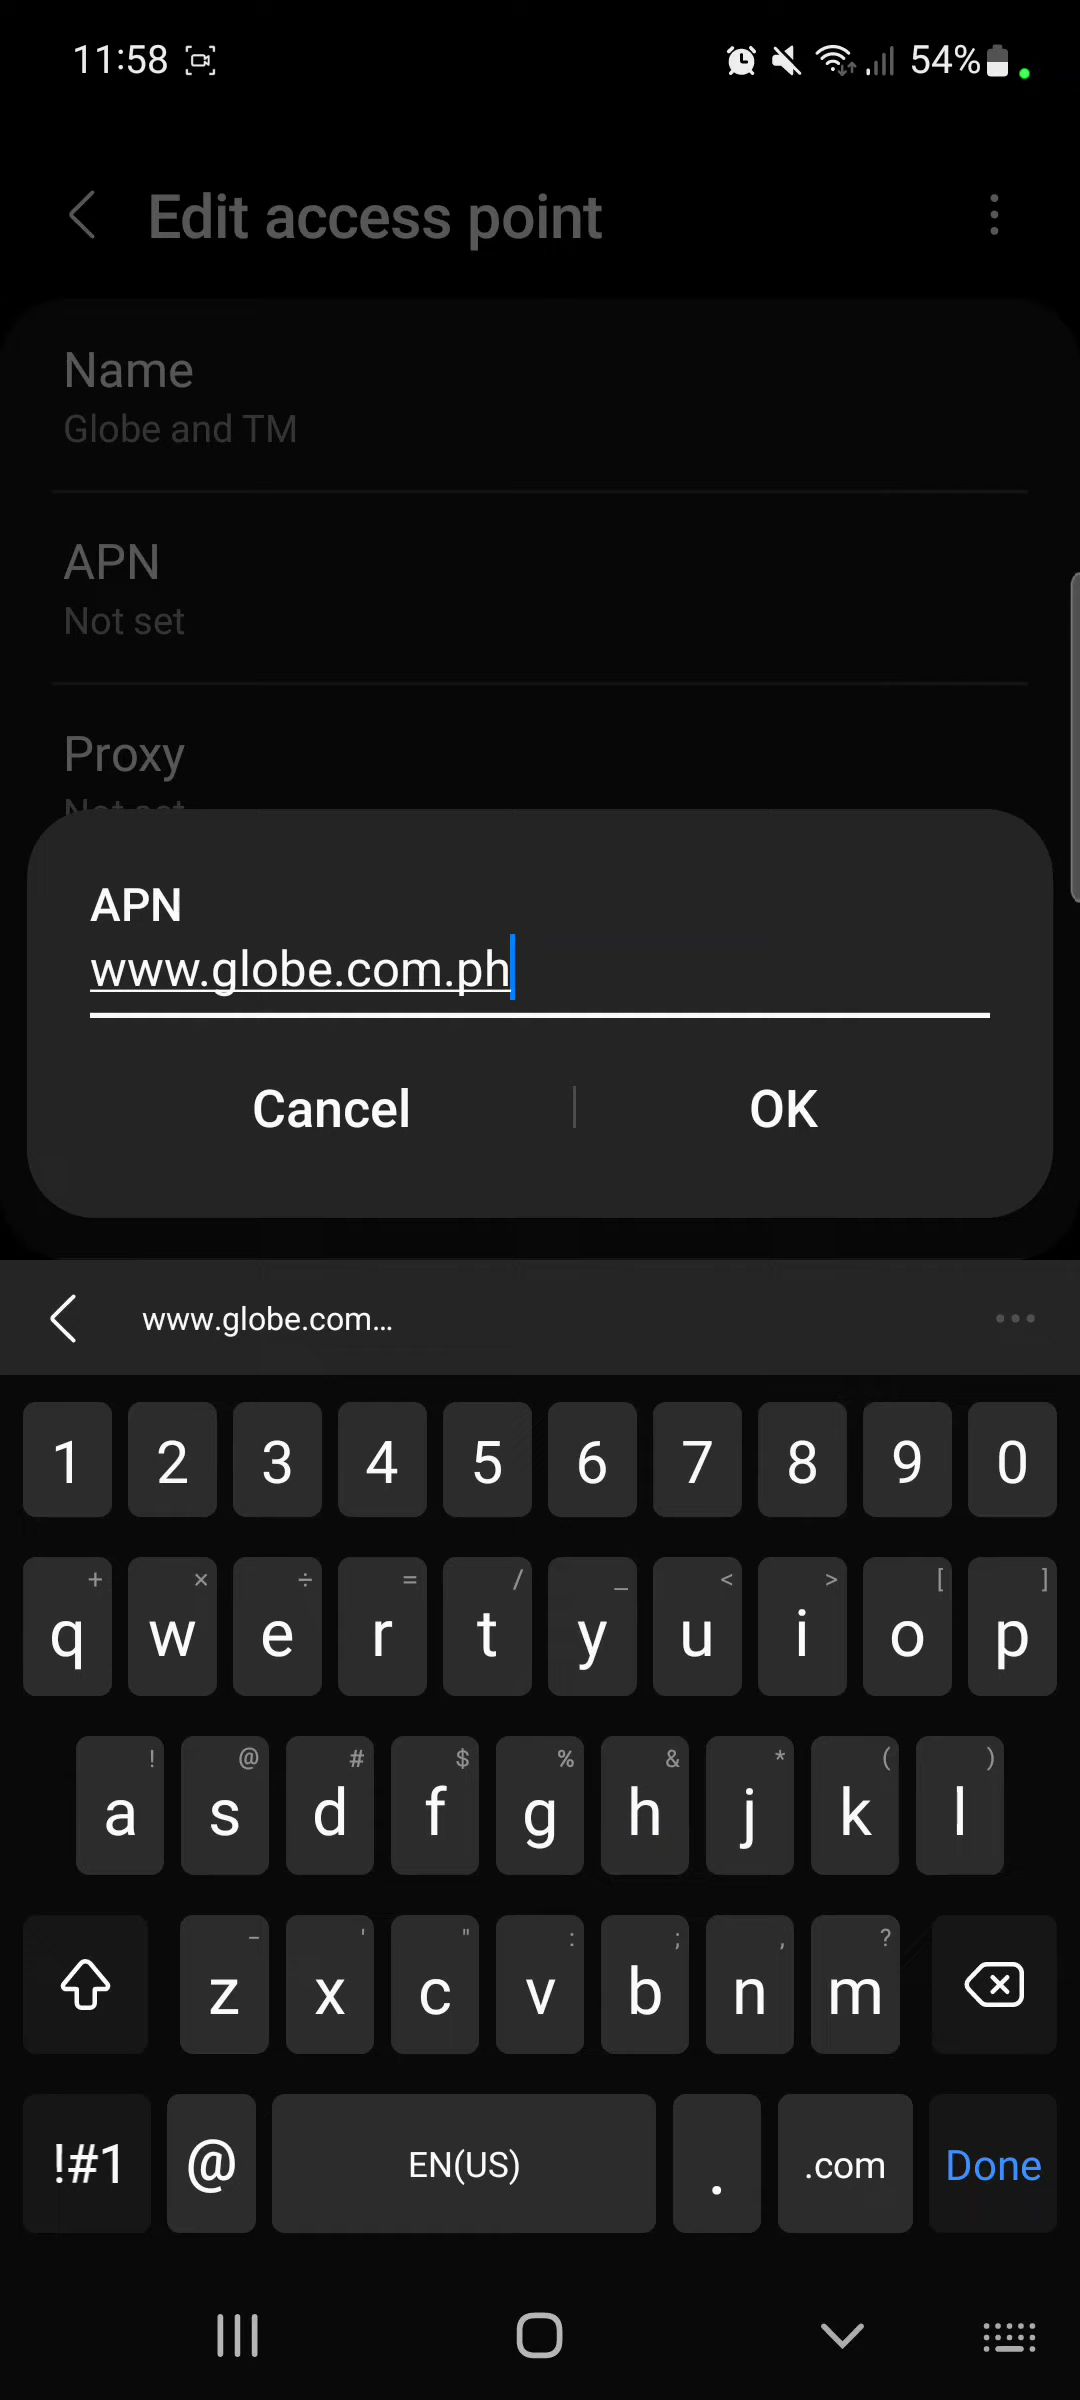 11:58
54%
Edit access point
Name
Globe and TM
APN
Not set
Proxy
Not set
APN
www.globe.com.ph
Cancel
OK
www.globe.com...
1 2 3 4 5 6 7 8 9 0
+ × ÷ = / _ < > [ ]
q w e r t y u i o p
! @ # $ % & * ( )
a s d f g h j k l
- ' " : ; , ?
z x c v b n m
!#1 @ EN(US) . .com Done